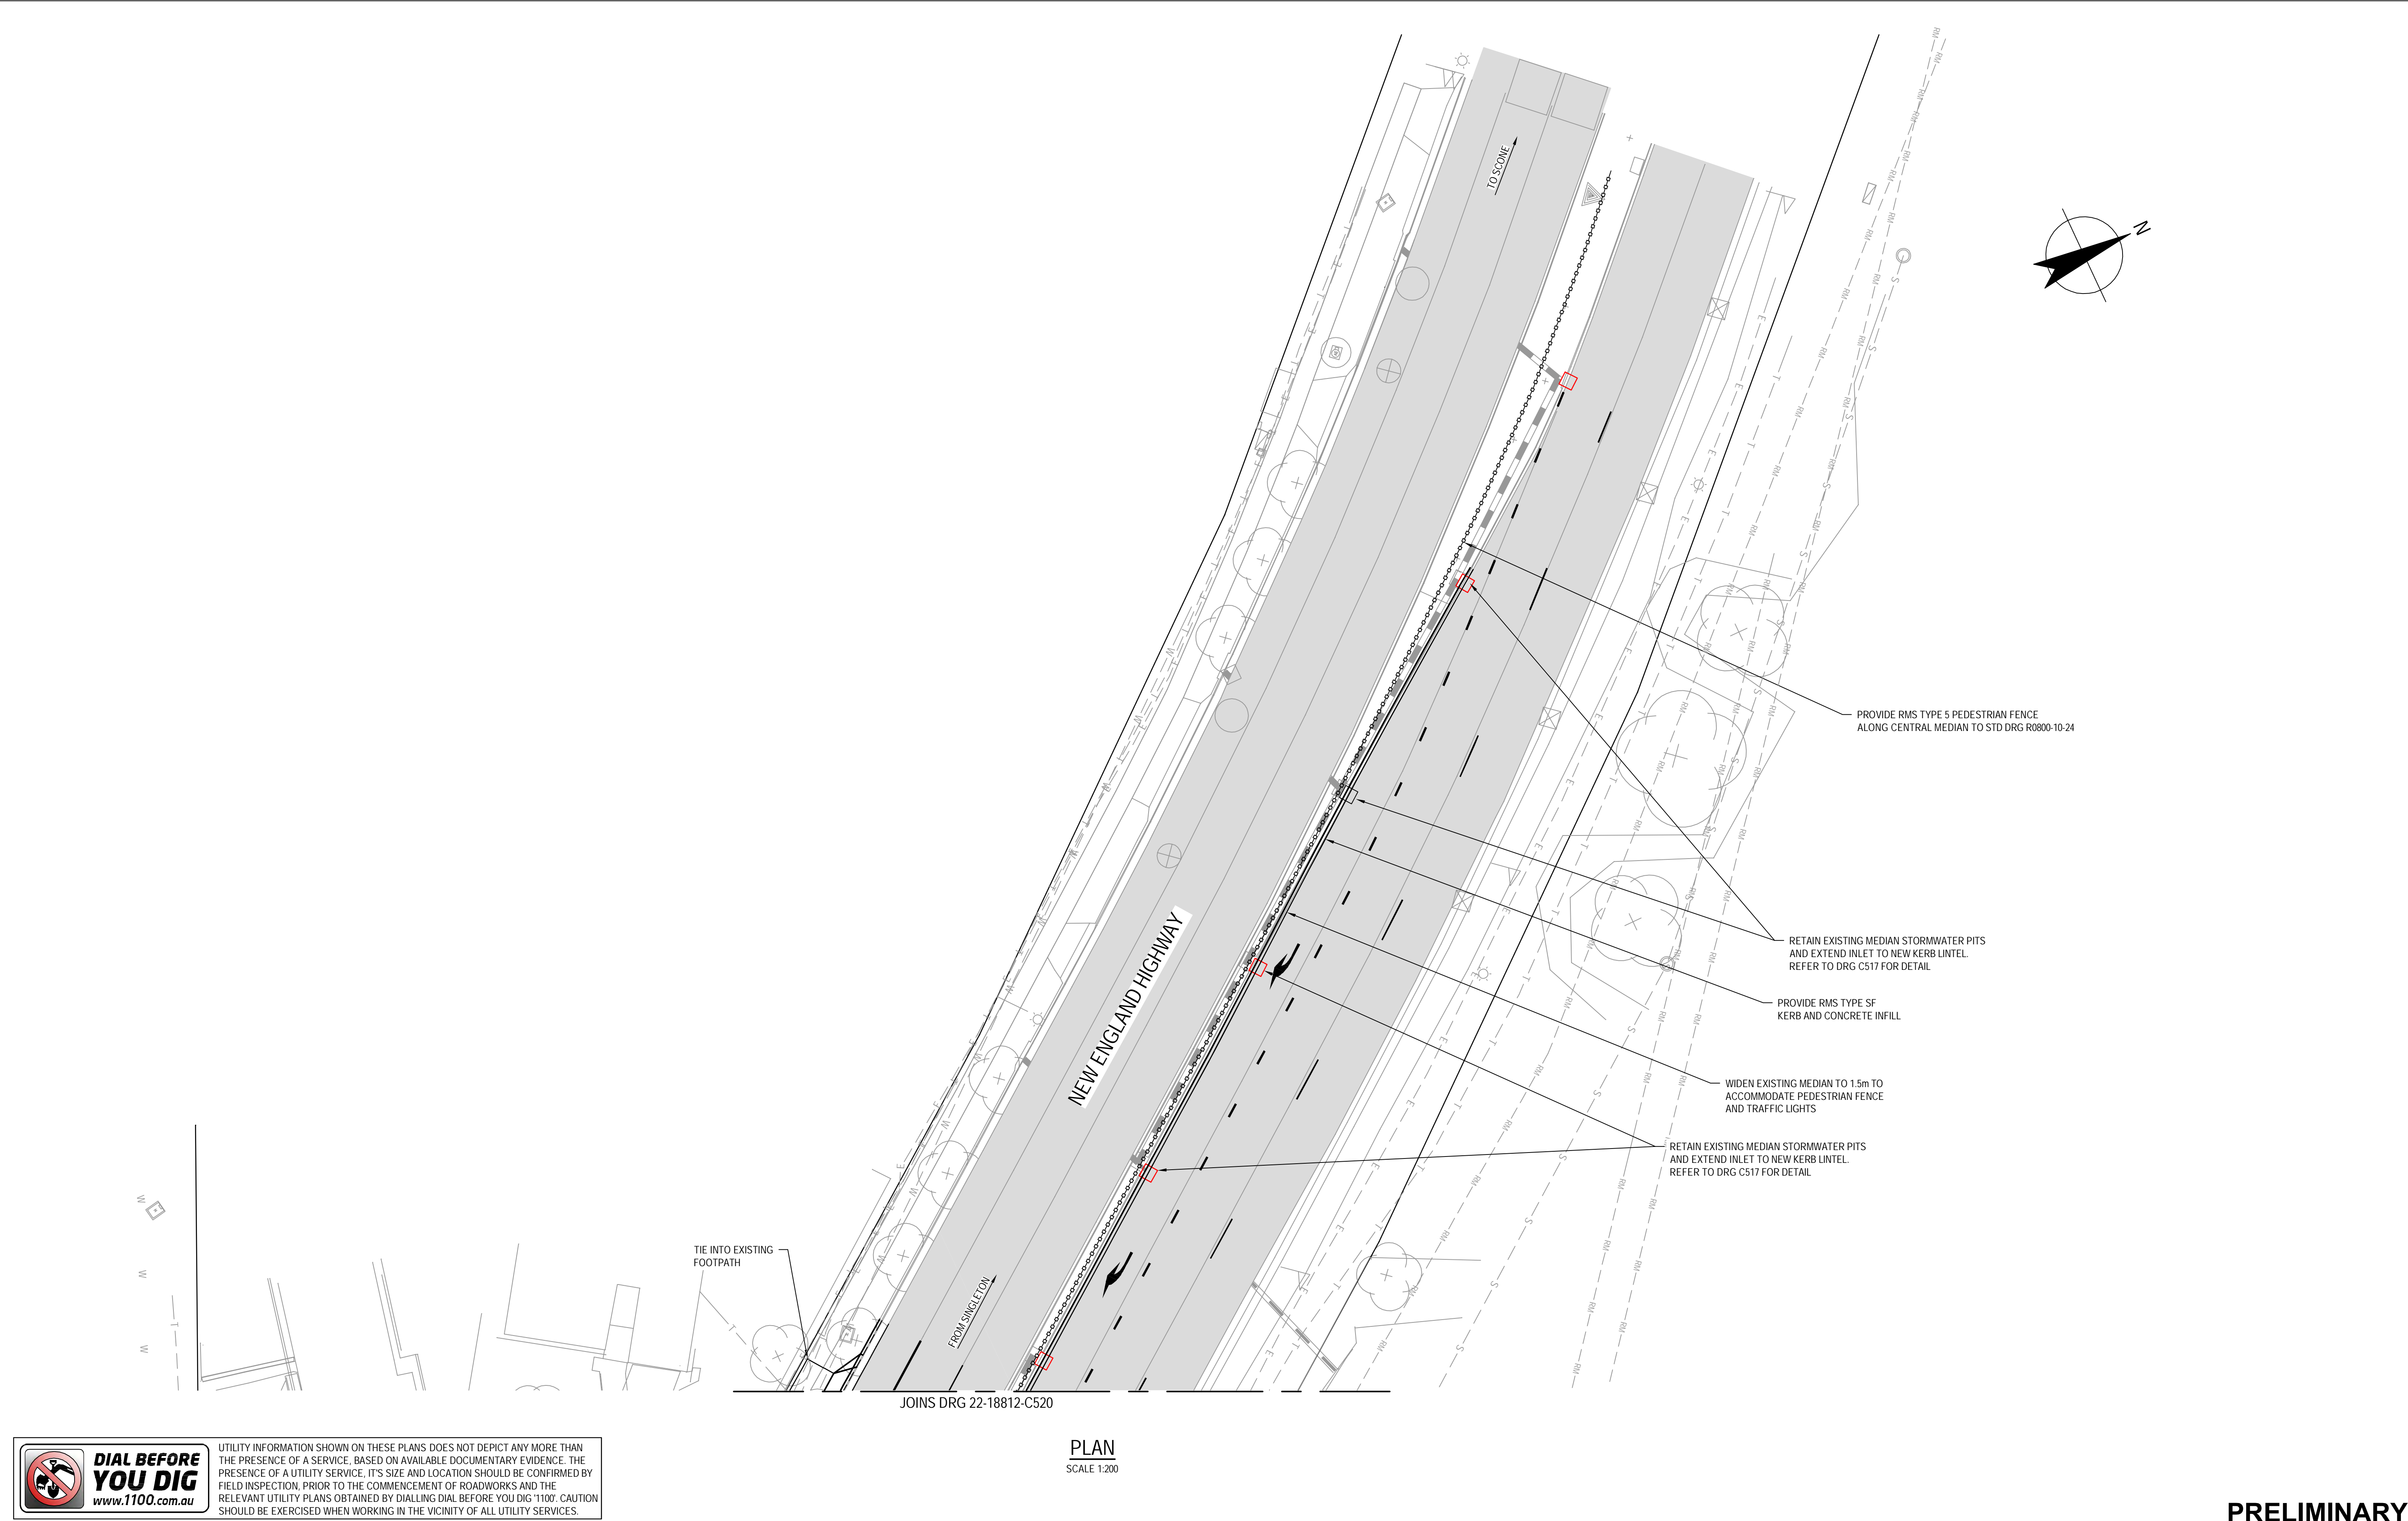 TO SCONE
N
PROVIDE RMS TYPE 5 PEDESTRIAN FENCE
ALONG CENTRAL MEDIAN TO STD DRG R0800-10-24
RETAIN EXISTING MEDIAN STORMWATER PITS
AND EXTEND INLET TO NEW KERB LINTEL.
REFER TO DRG C517 FOR DETAIL
PROVIDE RMS TYPE SF
KERB AND CONCRETE INFILL
NEW ENGLAND HIGHWAY
WIDEN EXISTING MEDIAN TO 1.5m TO
ACCOMMODATE PEDESTRIAN FENCE
AND TRAFFIC LIGHTS
RETAIN EXISTING MEDIAN STORMWATER PITS
AND EXTEND INLET TO NEW KERB LINTEL.
REFER TO DRG C517 FOR DETAIL
TIE INTO EXISTING
FOOTPATH
FROM SINGLETON
JOINS DRG 22-18812-C520
PLAN
SCALE 1:200
DIAL BEFORE
YOU DIG
www.1100.com.au
UTILITY INFORMATION SHOWN ON THESE PLANS DOES NOT DEPICT ANY MORE THAN
THE PRESENCE OF A SERVICE, BASED ON AVAILABLE DOCUMENTARY EVIDENCE. THE
PRESENCE OF A UTILITY SERVICE, IT'S SIZE AND LOCATION SHOULD BE CONFIRMED BY
FIELD INSPECTION, PRIOR TO THE COMMENCEMENT OF ROADWORKS AND THE
RELEVANT UTILITY PLANS OBTAINED BY DIALLING DIAL BEFORE YOU DIG '1100'. CAUTION
SHOULD BE EXERCISED WHEN WORKING IN THE VICINITY OF ALL UTILITY SERVICES.
PRELIMINARY